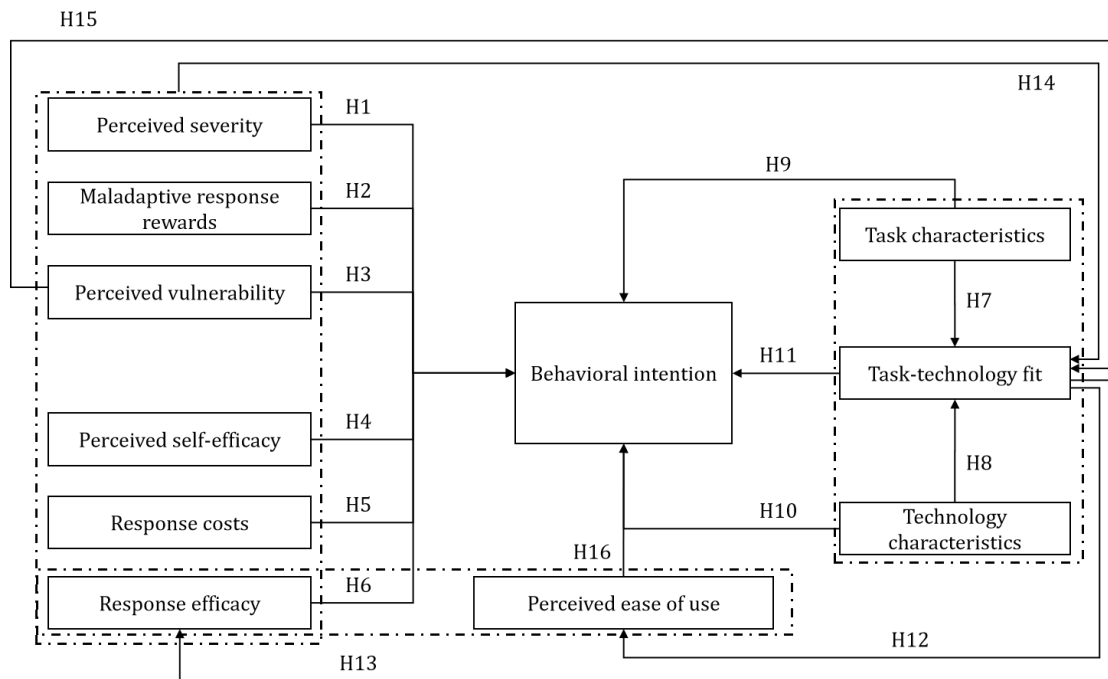 H15
H14
Perceived severity
H1
Maladaptive response
rewards
H2
H9
Task characteristics
Perceived vulnerability
H3
H7
Behavioral intention
H11
Task-technology fit
Perceived self-efficacy
H4
H8
Response costs
H5
H10
Technology
characteristics
H16
Response efficacy
H6
Perceived ease of use
H12
H13